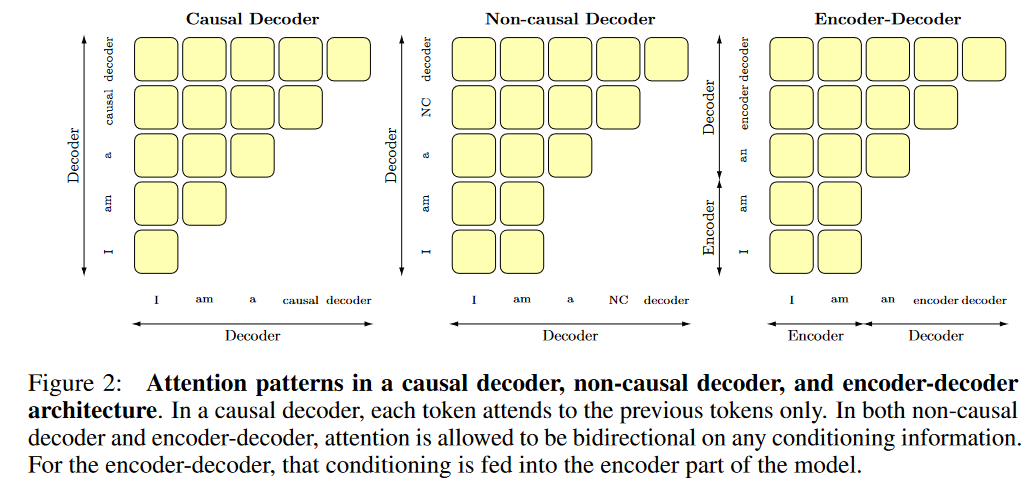 Causal Decoder
Decoder
decoder
causal
a
am
I
I am a causal decoder
Decoder
Non-causal Decoder
Decoder
decoder
NC
a
am
I
I am a NC decoder
Decoder
Encoder-Decoder
Decoder
Encoder
decoder
encoder
an
am
I
I am an encoder decoder
Encoder Decoder
Figure 2: Attention patterns in a causal decoder, non-causal decoder, and encoder-decoder
architecture. In a causal decoder, each token attends to the previous tokens only. In both non-causal
decoder and encoder-decoder, attention is allowed to be bidirectional on any conditioning information.
For the encoder-decoder, that conditioning is fed into the encoder part of the model.